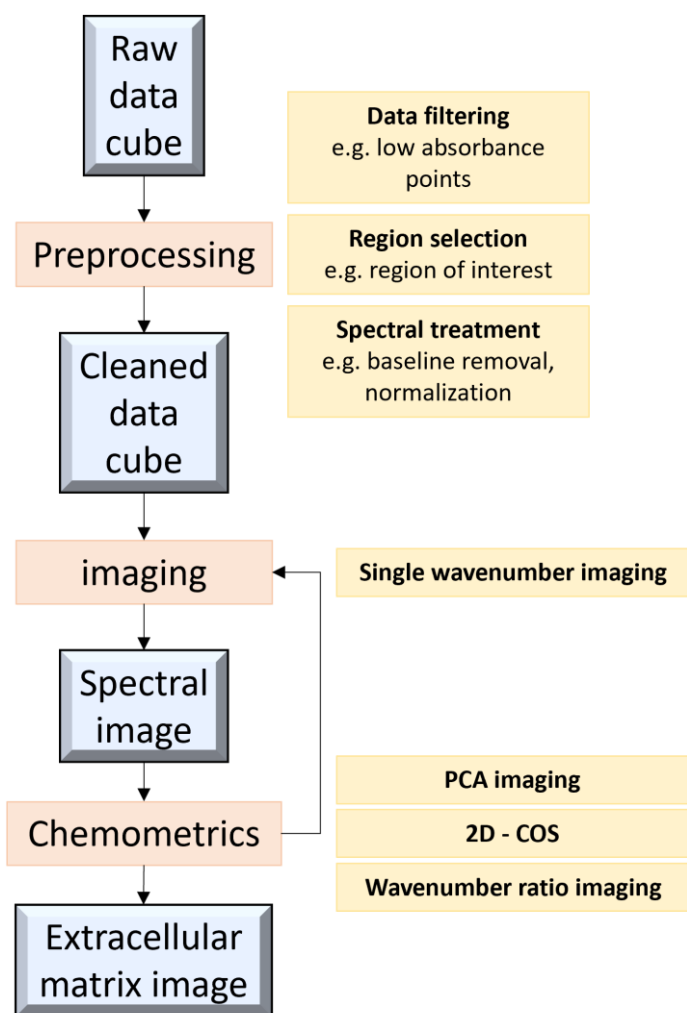 Raw
data
cube
Data filtering
e.g. low absorbance
points
Preprocessing
Region selection
e.g. region of interest
Cleaned
data
cube
Spectral treatment
e.g. baseline removal,
normalization
imaging
Single wavenumber imaging
Spectral
image
Chemometrics
PCA imaging
2D - COS
Wavenumber ratio imaging
Extracellular
matrix image